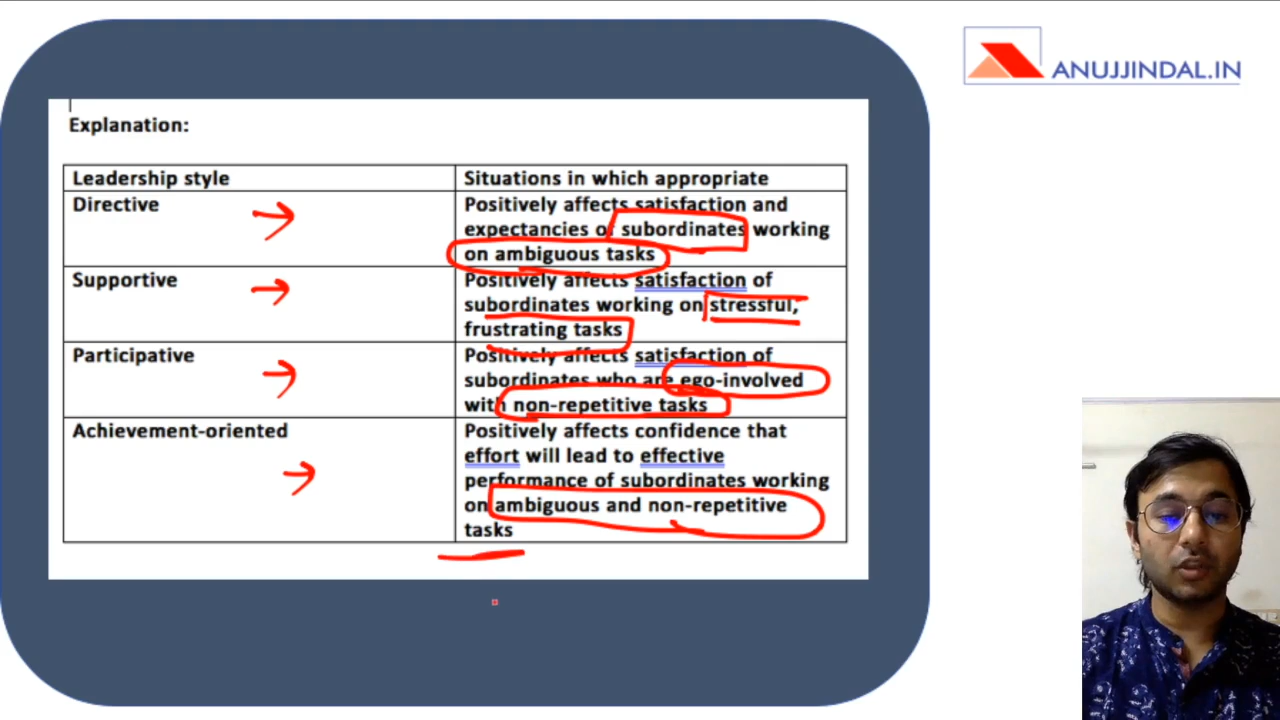 ANUJJINDAL.IN
Explanation:
Leadership style
Situations in which appropriate
Directive
Positively affects satisfaction and
expectancies of subordinates working
on ambiguous tasks
Supportive
Positively affects satisfaction of
subordinates working on stressful,
frustrating tasks
Participative
Positively affects satisfaction of
subordinates who are ego-involved
with non-repetitive tasks
Achievement-oriented
Positively affects confidence that
effort will lead to effective
performance of subordinates working
on ambiguous and non-repetitive
tasks